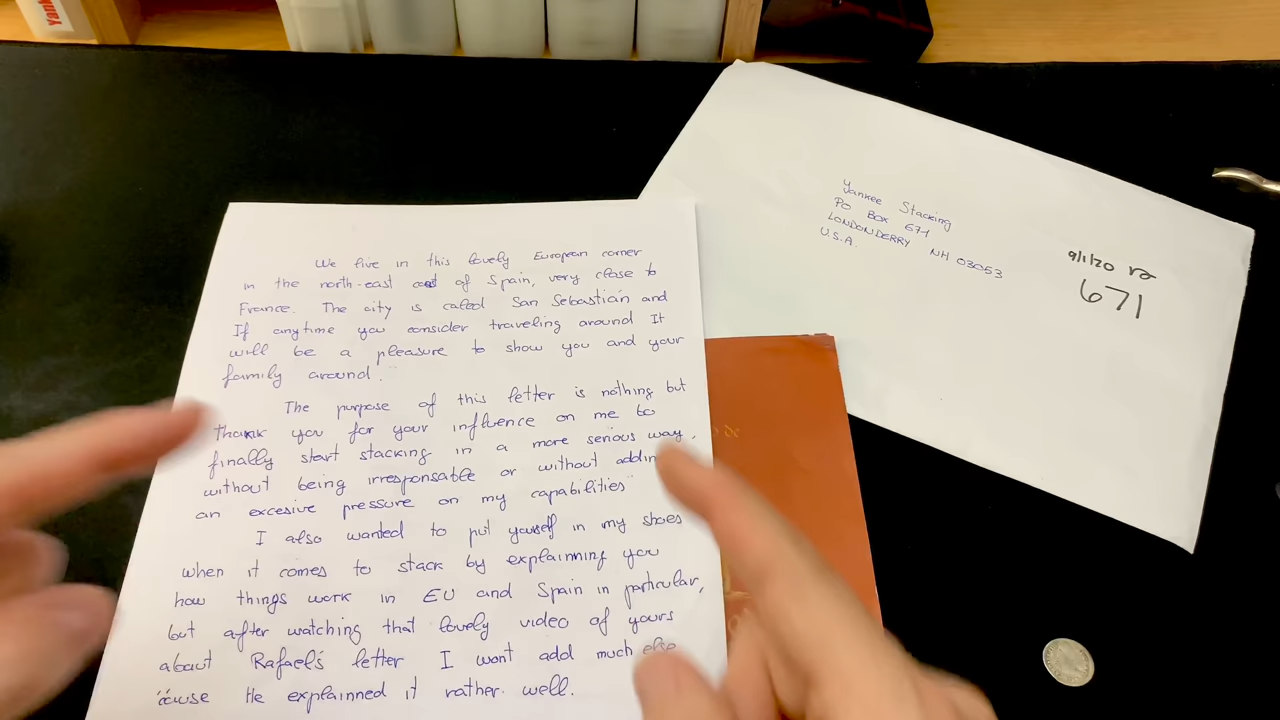 Yankee
Yankee Stacking
PO BOX 671
LONDONDERRY NH 03053
U.S.A.
9/1/20
671
We live in this lovely European corner
in the north-east of Spain, very close to
France. The city is called San Sebastián and
If anytime you consider traveling around It
will be a pleasure to show you and your
family around.
The purpose of this letter is nothing but
thank you for your influence on me to
finally start stacking in a more serious way,
without being irresponsable or without
an excesive pressure on my capabilities
I also wanted to put yourself in my shoes
when it comes to stack by explainning you
how things work in EU and Spain in particular,
but after watching that lovely video of yours
about Rafael's letter I wont add much else
'cause He explainned it rather well.